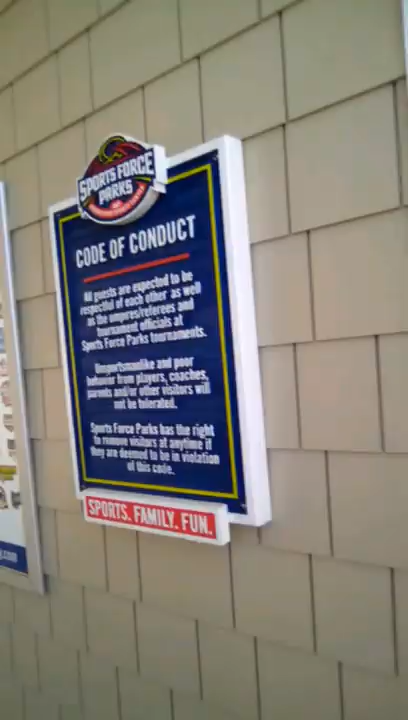 SPORTS FORCE
PARKS
CODE OF CONDUCT
All guests are expected to be
respectful of each other as well
as the umpires/referees and
tournament officials at
Sports Force Parks tournaments.
Unsportsmanlike and poor
behavior from players, coaches,
parents and/or other visitors will
not be tolerated.
Sports Force Parks has the right
to remove visitors at anytime if
they are deemed to be in violation
of this code.
SPORTS. FAMILY. FUN.
.com